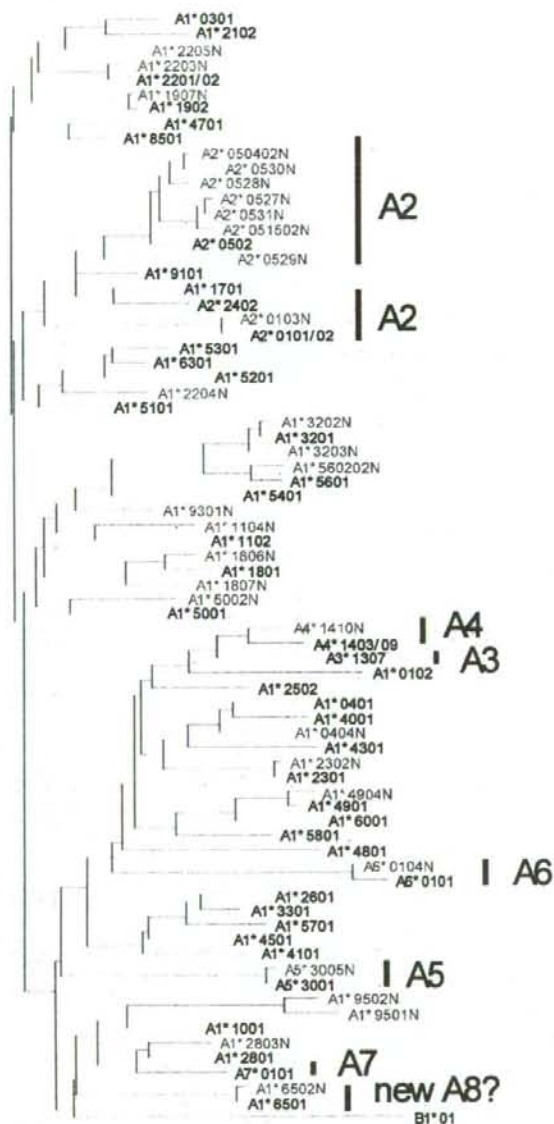 A1* 0301
A1* 2102
A1* 2205N
A1* 2203N
A1* 2201/02
A1* 1907N
A1* 1902
A1* 4701
A1* 8501
A2* 050402N
A2* 0530N
A2* 0528N
A2* 0527N
A2* 0531N
A2* 051502N
A2* 0502
A2* 0529N
A2
A1* 9101
A1* 1701
A2* 2402
A2* 0103N
A2* 0101/02
A2
A1* 5301
A1* 6301
A1* 5201
A1* 2204N
A1* 5101
A1* 3202N
A1* 3201
A1* 3203N
A1* 560202N
A1* 5601
A1* 5401
A1* 9301N
A1* 1104N
A1* 1102
A1* 1806N
A1* 1801
A1* 1807N
A1* 5002N
A1* 5001
A4* 1410N
A4* 1403/09
A4
A3* 1307
A3
A1* 0102
A1* 2502
A1* 0401
A1* 4001
A1* 0404N
A1* 4301
A1* 2302N
A1* 2301
A1* 4904N
A1* 4901
A1* 6001
A1* 5801
A1* 4801
A6* 0104N
A6* 0101
A6
A1* 2601
A1* 3301
A1* 5701
A1* 4501
A1* 4101
A5* 3005N
A5* 3001
A5
A1* 9502N
A1* 9501N
A1* 1001
A1* 2803N
A1* 2801
A7* 0101
A7
A1* 6502N
A1* 6501
new A8?
B1* 01